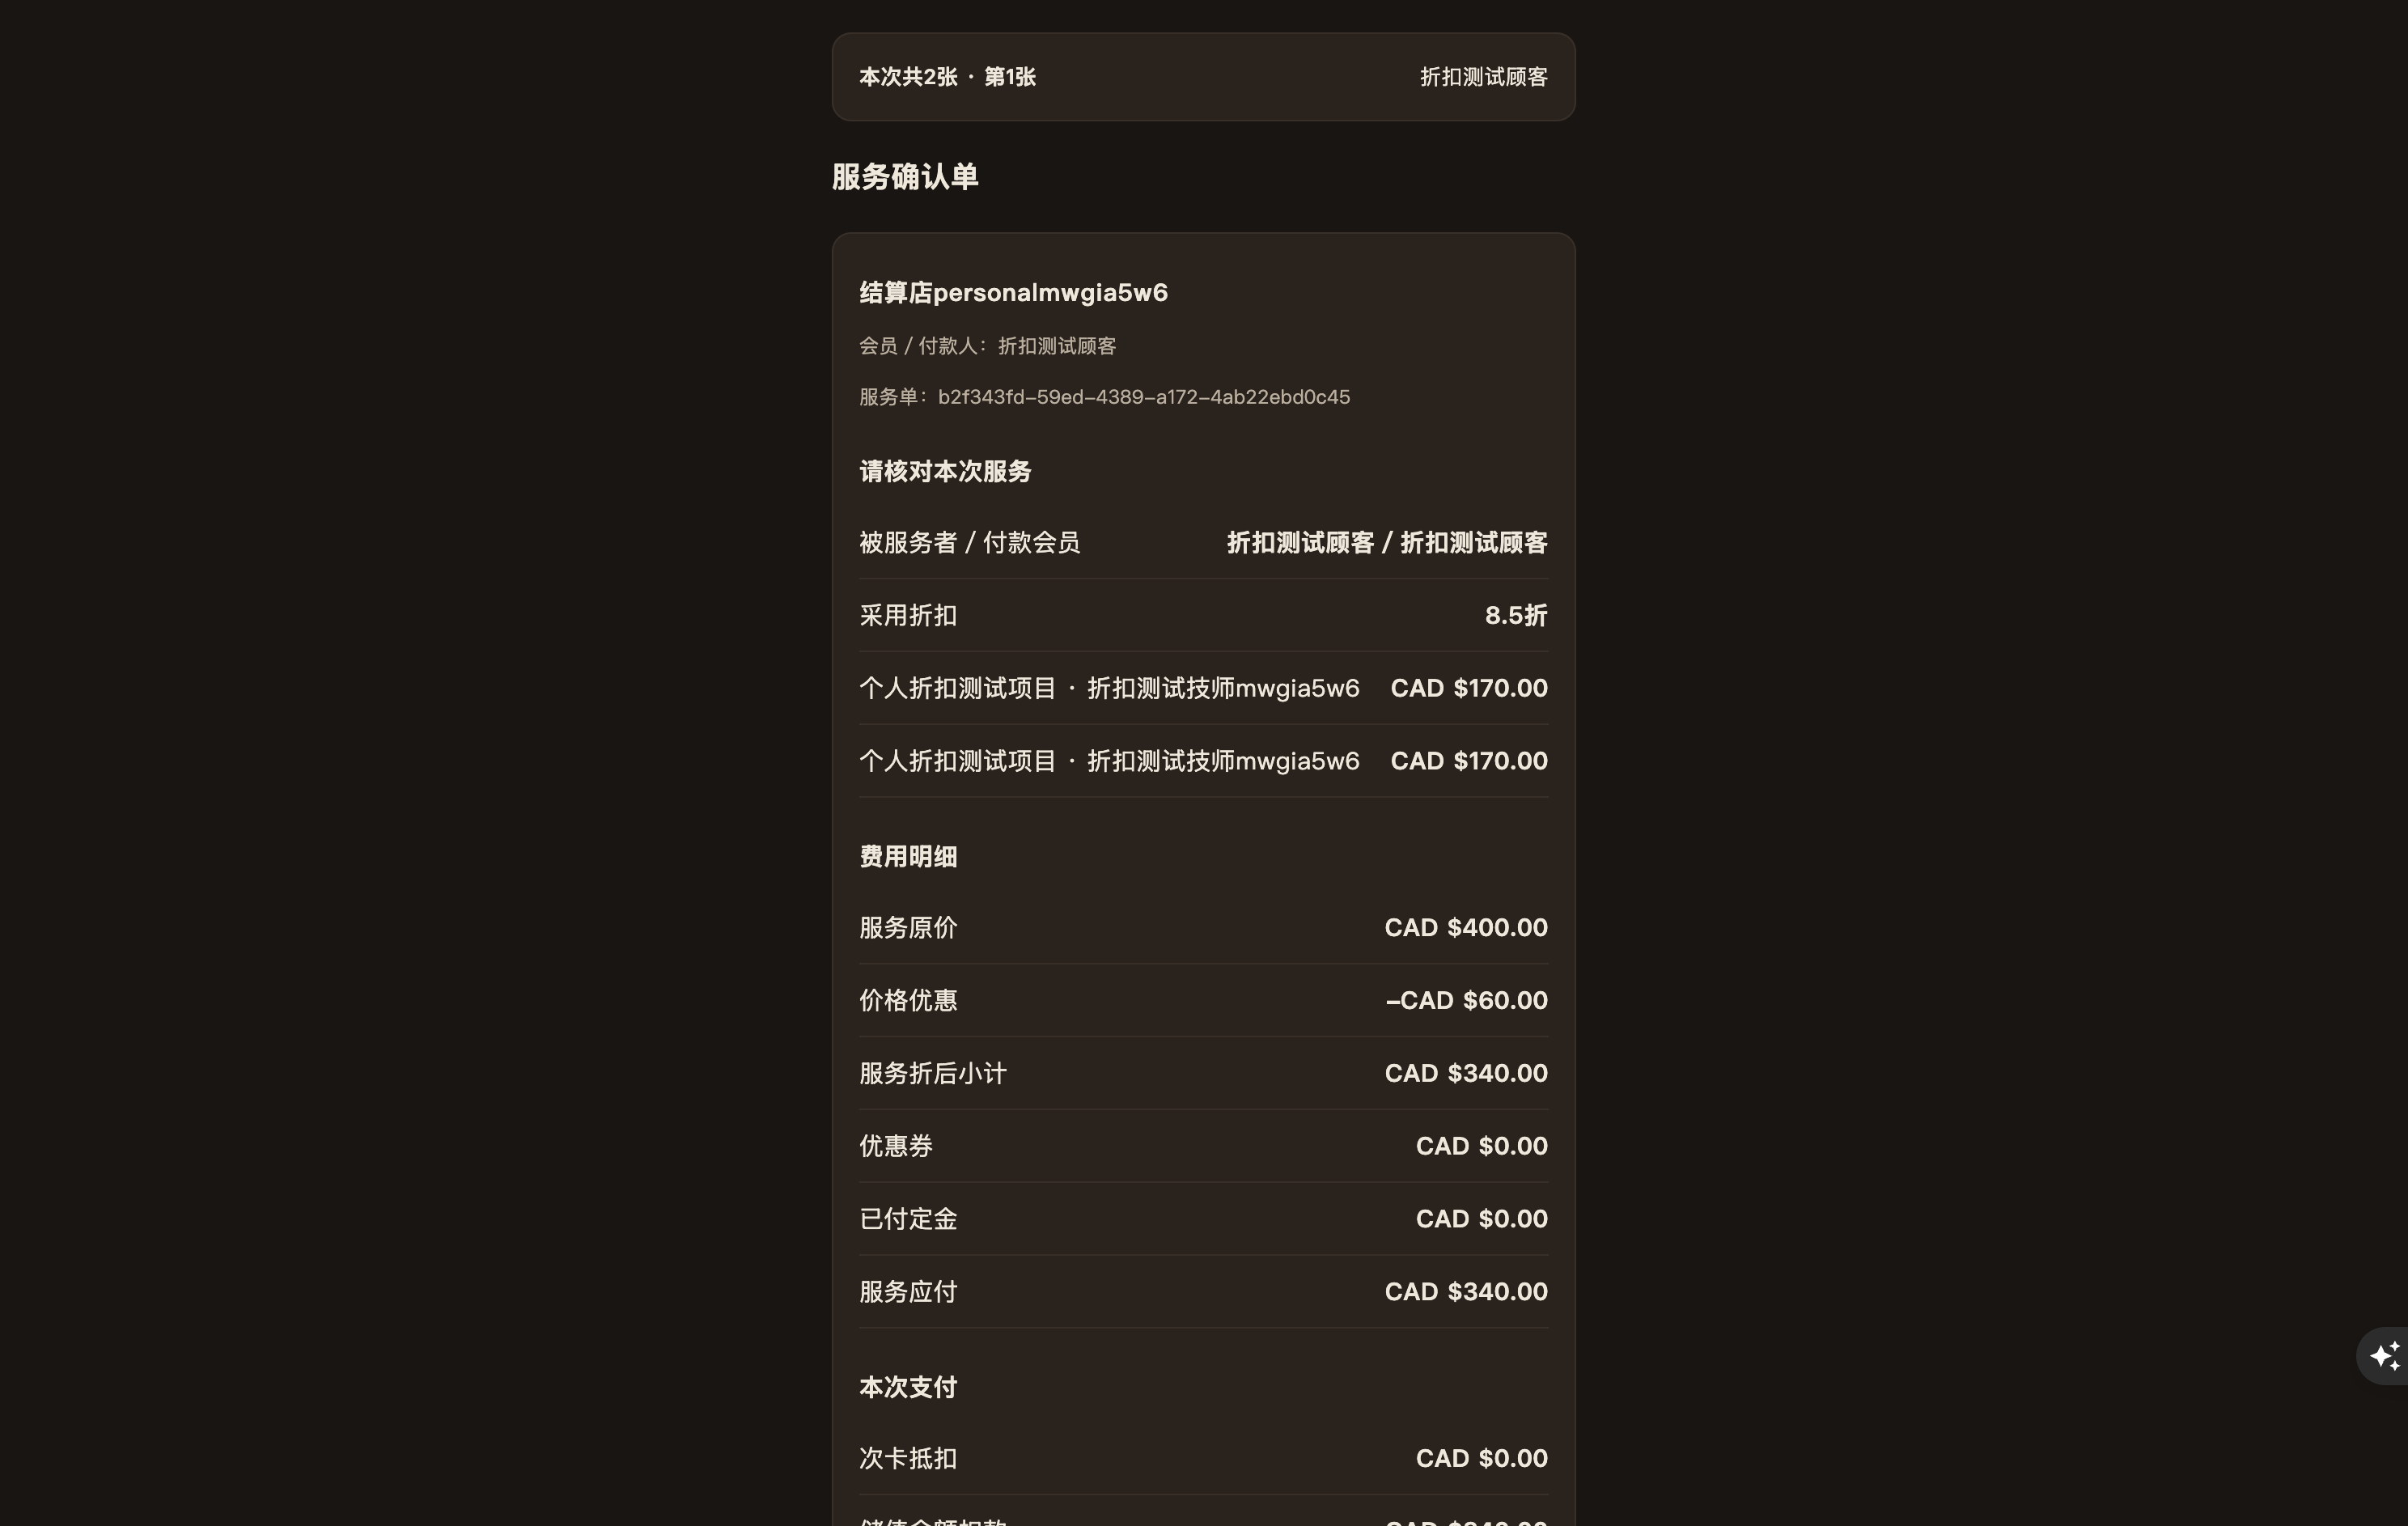 本次共2张 · 第1张 折扣测试顾客
服务确认单
结算店personalmwgia5w6
会员 / 付款人：折扣测试顾客
服务单：b2f343fd-59ed-4389-a172-4ab22ebd0c45
请核对本次服务
被服务者 / 付款会员 折扣测试顾客 / 折扣测试顾客
采用折扣 8.5折
个人折扣测试项目 · 折扣测试技师mwgia5w6 CAD $170.00
个人折扣测试项目 · 折扣测试技师mwgia5w6 CAD $170.00
费用明细
服务原价 CAD $400.00
价格优惠 -CAD $60.00
服务折后小计 CAD $340.00
优惠券 CAD $0.00
已付定金 CAD $0.00
服务应付 CAD $340.00
本次支付
次卡抵扣 CAD $0.00